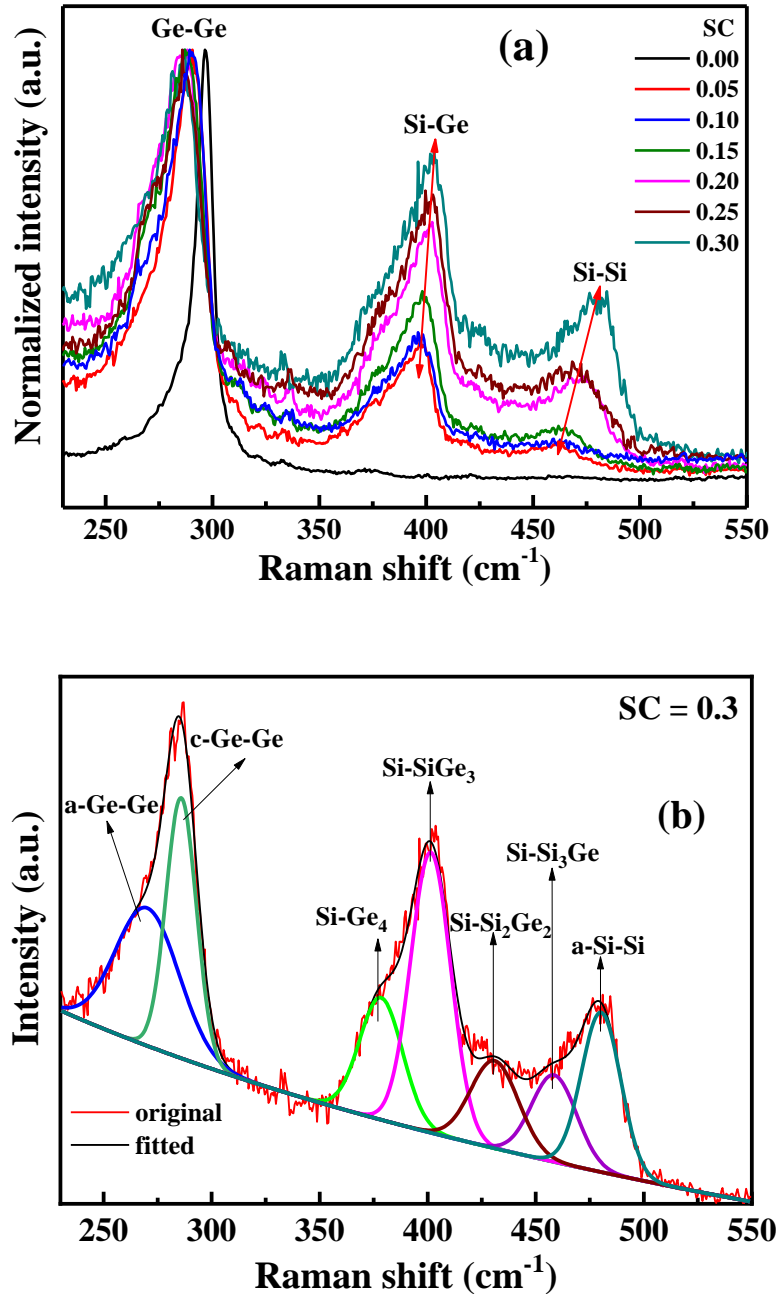 Ge-Ge
(a)
SC
0.00
0.05
0.10
0.15
0.20
0.25
0.30
Si-Ge
Si-Si
Normalized intensity (a.u.)
250 300 350 400 450 500 550
Raman shift (cm⁻¹)
SC = 0.3
c-Ge-Ge
a-Ge-Ge
Si-SiGe₃
(b)
Si-Si₃Ge
Si-Ge₄
Si-Si₂Ge₂
a-Si-Si
Intensity (a.u.)
original
fitted
250 300 350 400 450 500 550
Raman shift (cm⁻¹)